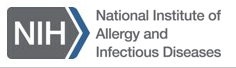 NIH
National Institute of
Allergy and
Infectious Diseases